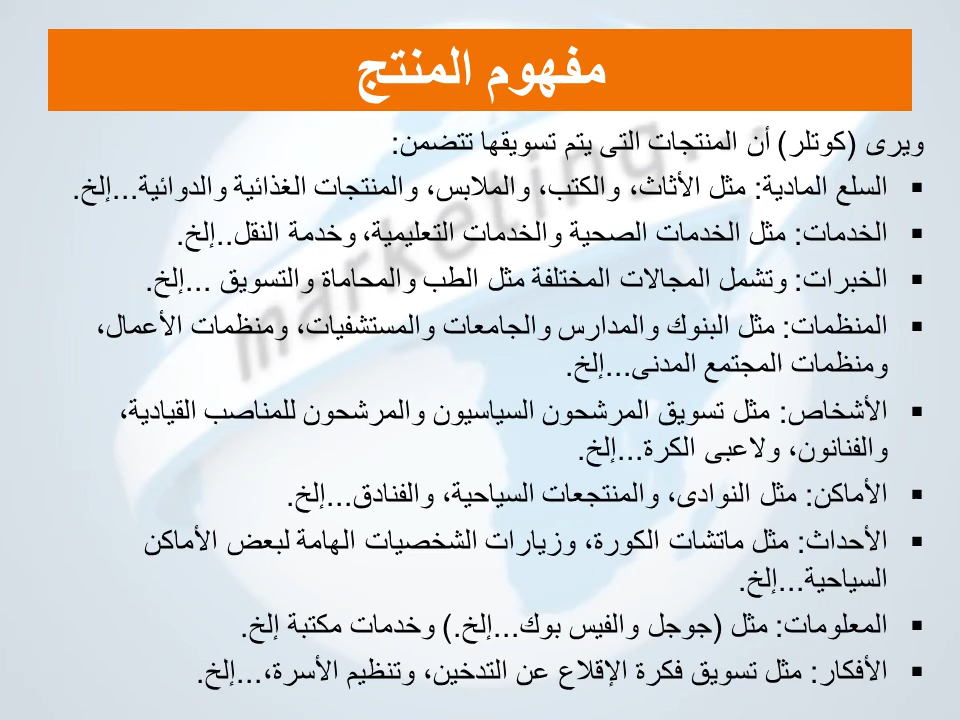 مفهوم المنتج
ويرى (كوتلر) أن المنتجات التى يتم تسويقها تتضمن:
▪ السلع المادية: مثل الأثاث، والكتب، والملابس، والمنتجات الغذائية والدوائية...إلخ.
▪ الخدمات: مثل الخدمات الصحية والخدمات التعليمية، وخدمة النقل..إلخ.
▪ الخبرات: وتشمل المجالات المختلفة مثل الطب والمحاماة والتسويق ...إلخ.
▪ المنظمات: مثل البنوك والمدارس والجامعات والمستشفيات، ومنظمات الأعمال،
ومنظمات المجتمع المدنى...إلخ.
▪ الأشخاص: مثل تسويق المرشحون السياسيون والمرشحون للمناصب القيادية،
والفنانون، ولاعبى الكرة...إلخ.
▪ الأماكن: مثل النوادى، والمنتجعات السياحية، والفنادق...إلخ.
▪ الأحداث: مثل ماتشات الكورة، وزيارات الشخصيات الهامة لبعض الأماكن
السياحية...إلخ.
▪ المعلومات: مثل (جوجل والفيس بوك...إلخ.) وخدمات مكتبة إلخ.
▪ الأفكار: مثل تسويق فكرة الإقلاع عن التدخين، وتنظيم الأسرة،...إلخ.
marketing...